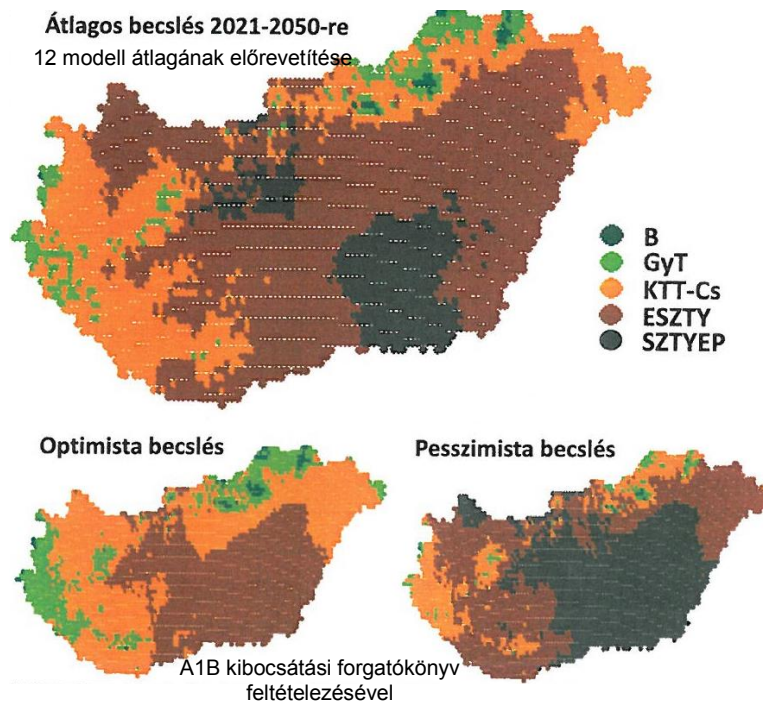 Átlagos becslés 2021-2050-re
12 modell átlagának előrevetítése
B
GyT
KTT-Cs
ESZTY
SZTYEP
Optimista becslés
Pesszimista becslés
A1B kibocsátási forgatókönyv
feltételezésével